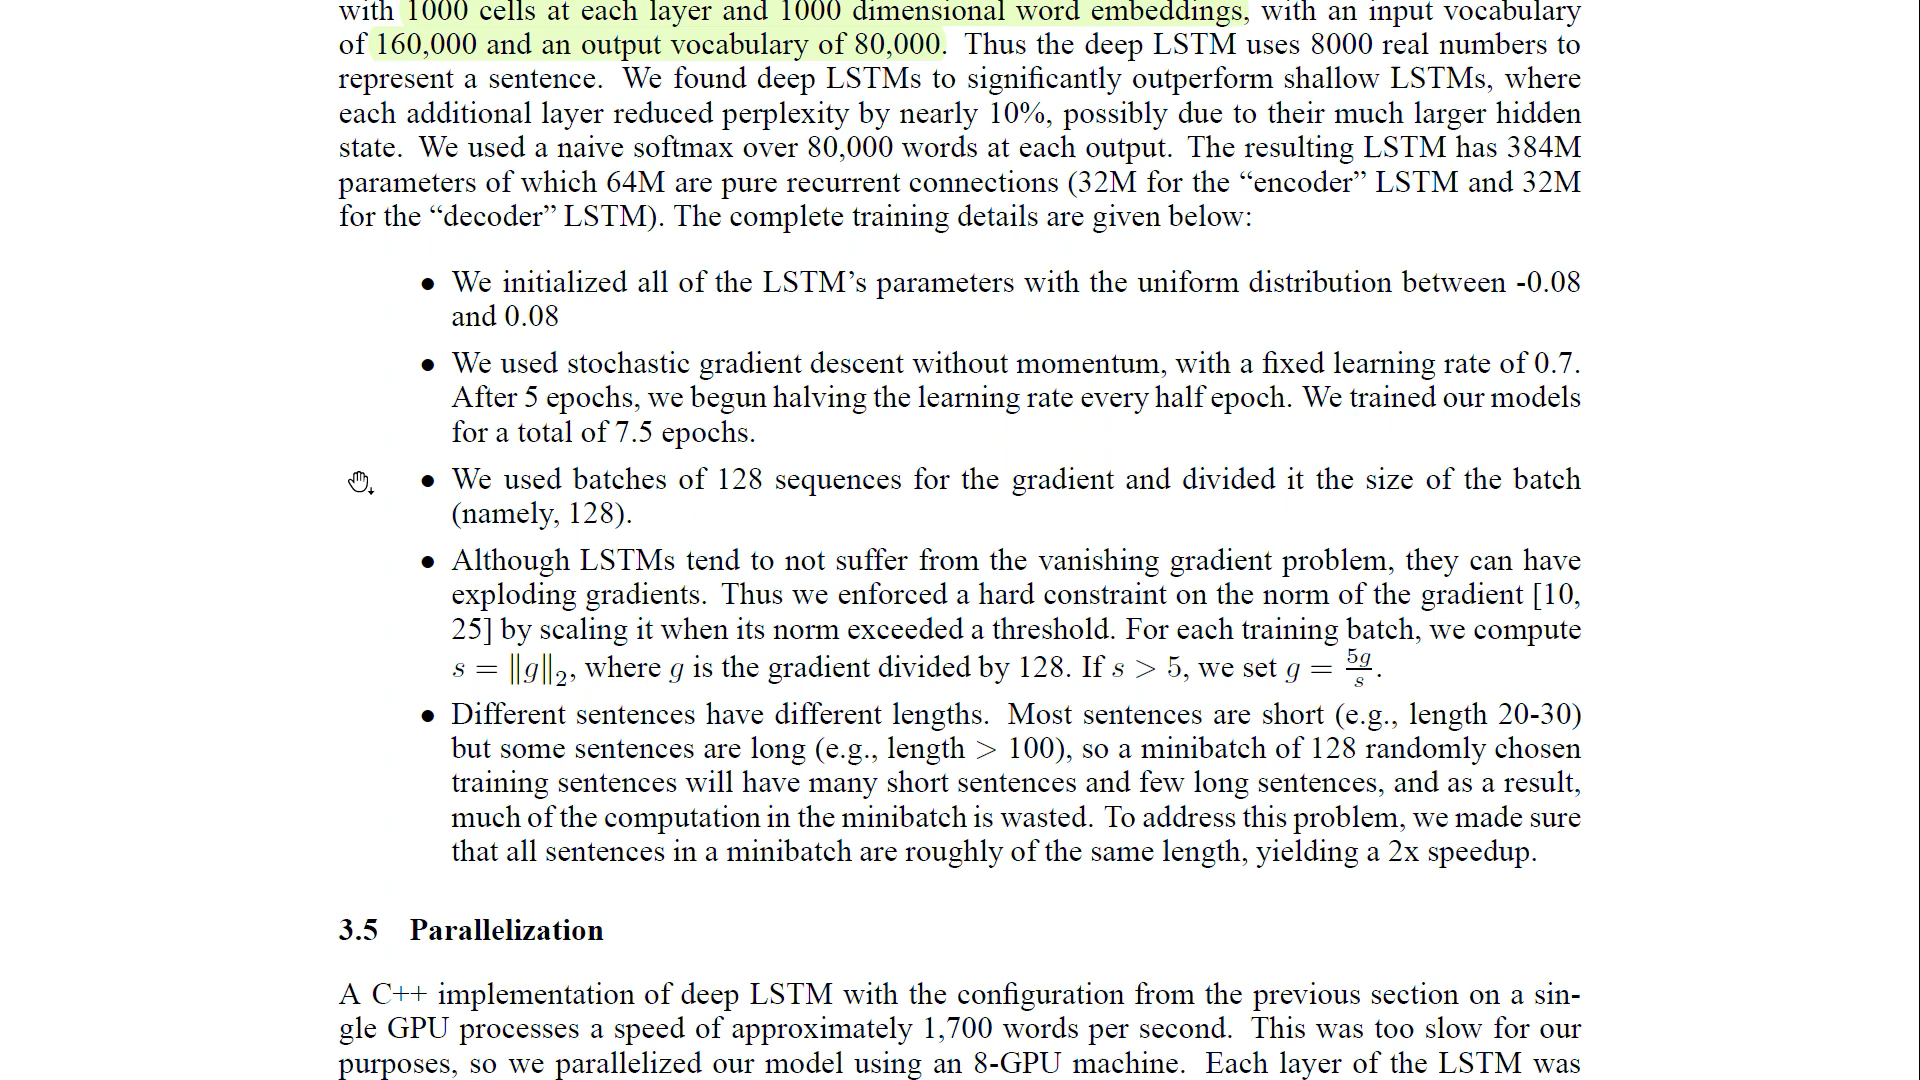 with 1000 cells at each layer and 1000 dimensional word embeddings, with an input vocabulary
of 160,000 and an output vocabulary of 80,000. Thus the deep LSTM uses 8000 real numbers to
represent a sentence. We found deep LSTMs to significantly outperform shallow LSTMs, where
each additional layer reduced perplexity by nearly 10%, possibly due to their much larger hidden
state. We used a naive softmax over 80,000 words at each output. The resulting LSTM has 384M
parameters of which 64M are pure recurrent connections (32M for the “encoder” LSTM and 32M
for the “decoder” LSTM). The complete training details are given below:
• We initialized all of the LSTM’s parameters with the uniform distribution between -0.08
and 0.08
• We used stochastic gradient descent without momentum, with a fixed learning rate of 0.7.
After 5 epochs, we begun halving the learning rate every half epoch. We trained our models
for a total of 7.5 epochs.
• We used batches of 128 sequences for the gradient and divided it the size of the batch
(namely, 128).
• Although LSTMs tend to not suffer from the vanishing gradient problem, they can have
exploding gradients. Thus we enforced a hard constraint on the norm of the gradient [10,
25] by scaling it when its norm exceeded a threshold. For each training batch, we compute
s = ‖g‖₂, where g is the gradient divided by 128. If s > 5, we set g = 5g/s.
• Different sentences have different lengths. Most sentences are short (e.g., length 20-30)
but some sentences are long (e.g., length > 100), so a minibatch of 128 randomly chosen
training sentences will have many short sentences and few long sentences, and as a result,
much of the computation in the minibatch is wasted. To address this problem, we made sure
that all sentences in a minibatch are roughly of the same length, yielding a 2x speedup.
3.5 Parallelization
A C++ implementation of deep LSTM with the configuration from the previous section on a sin-
gle GPU processes a speed of approximately 1,700 words per second. This was too slow for our
purposes, so we parallelized our model using an 8-GPU machine. Each layer of the LSTM was